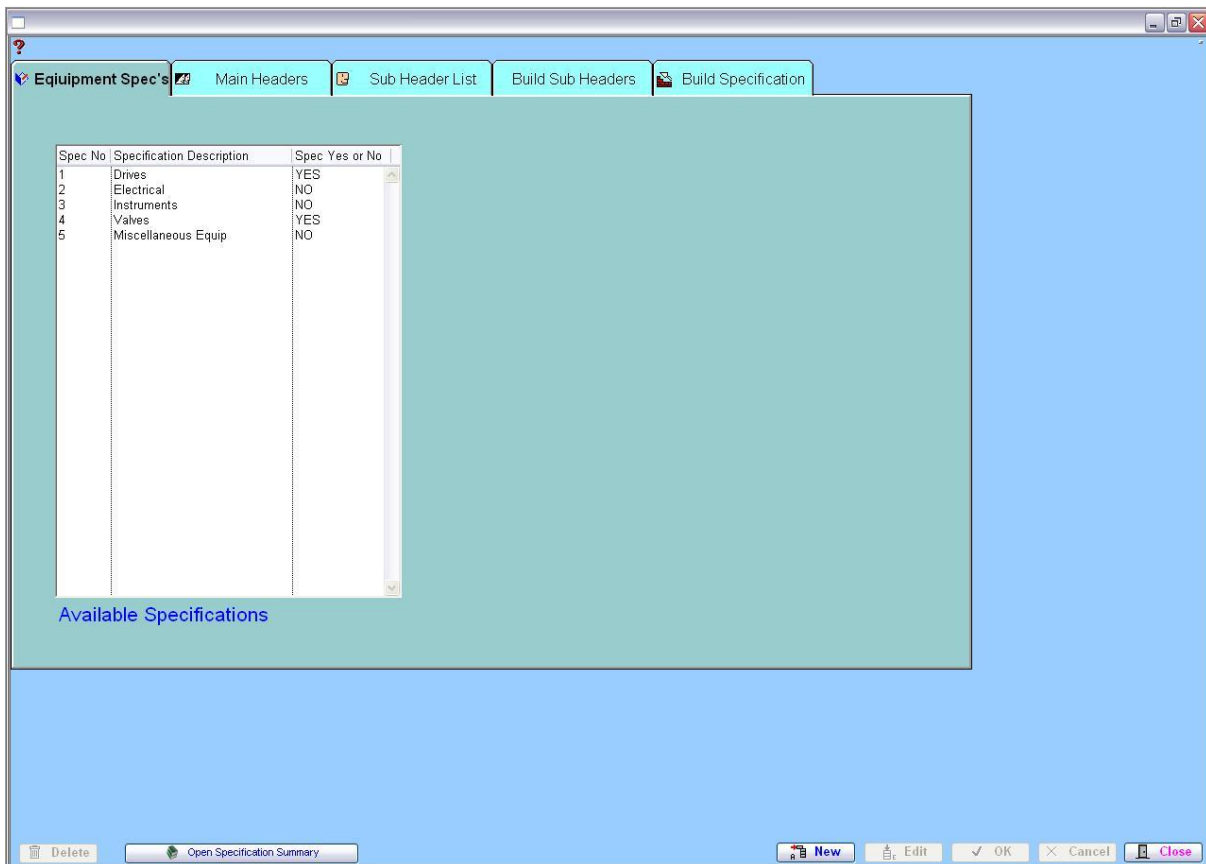 ?
Eqiuipment Spec's Main Headers Sub Header List Build Sub Headers Build Specification
Spec No Specification Description Spec Yes or No
1 Drives YES
2 Electrical NO
3 Instruments NO
4 Valves YES
5 Miscellaneous Equip NO
Available Specifications
Delete Open Specification Summary New Edit OK Cancel Close